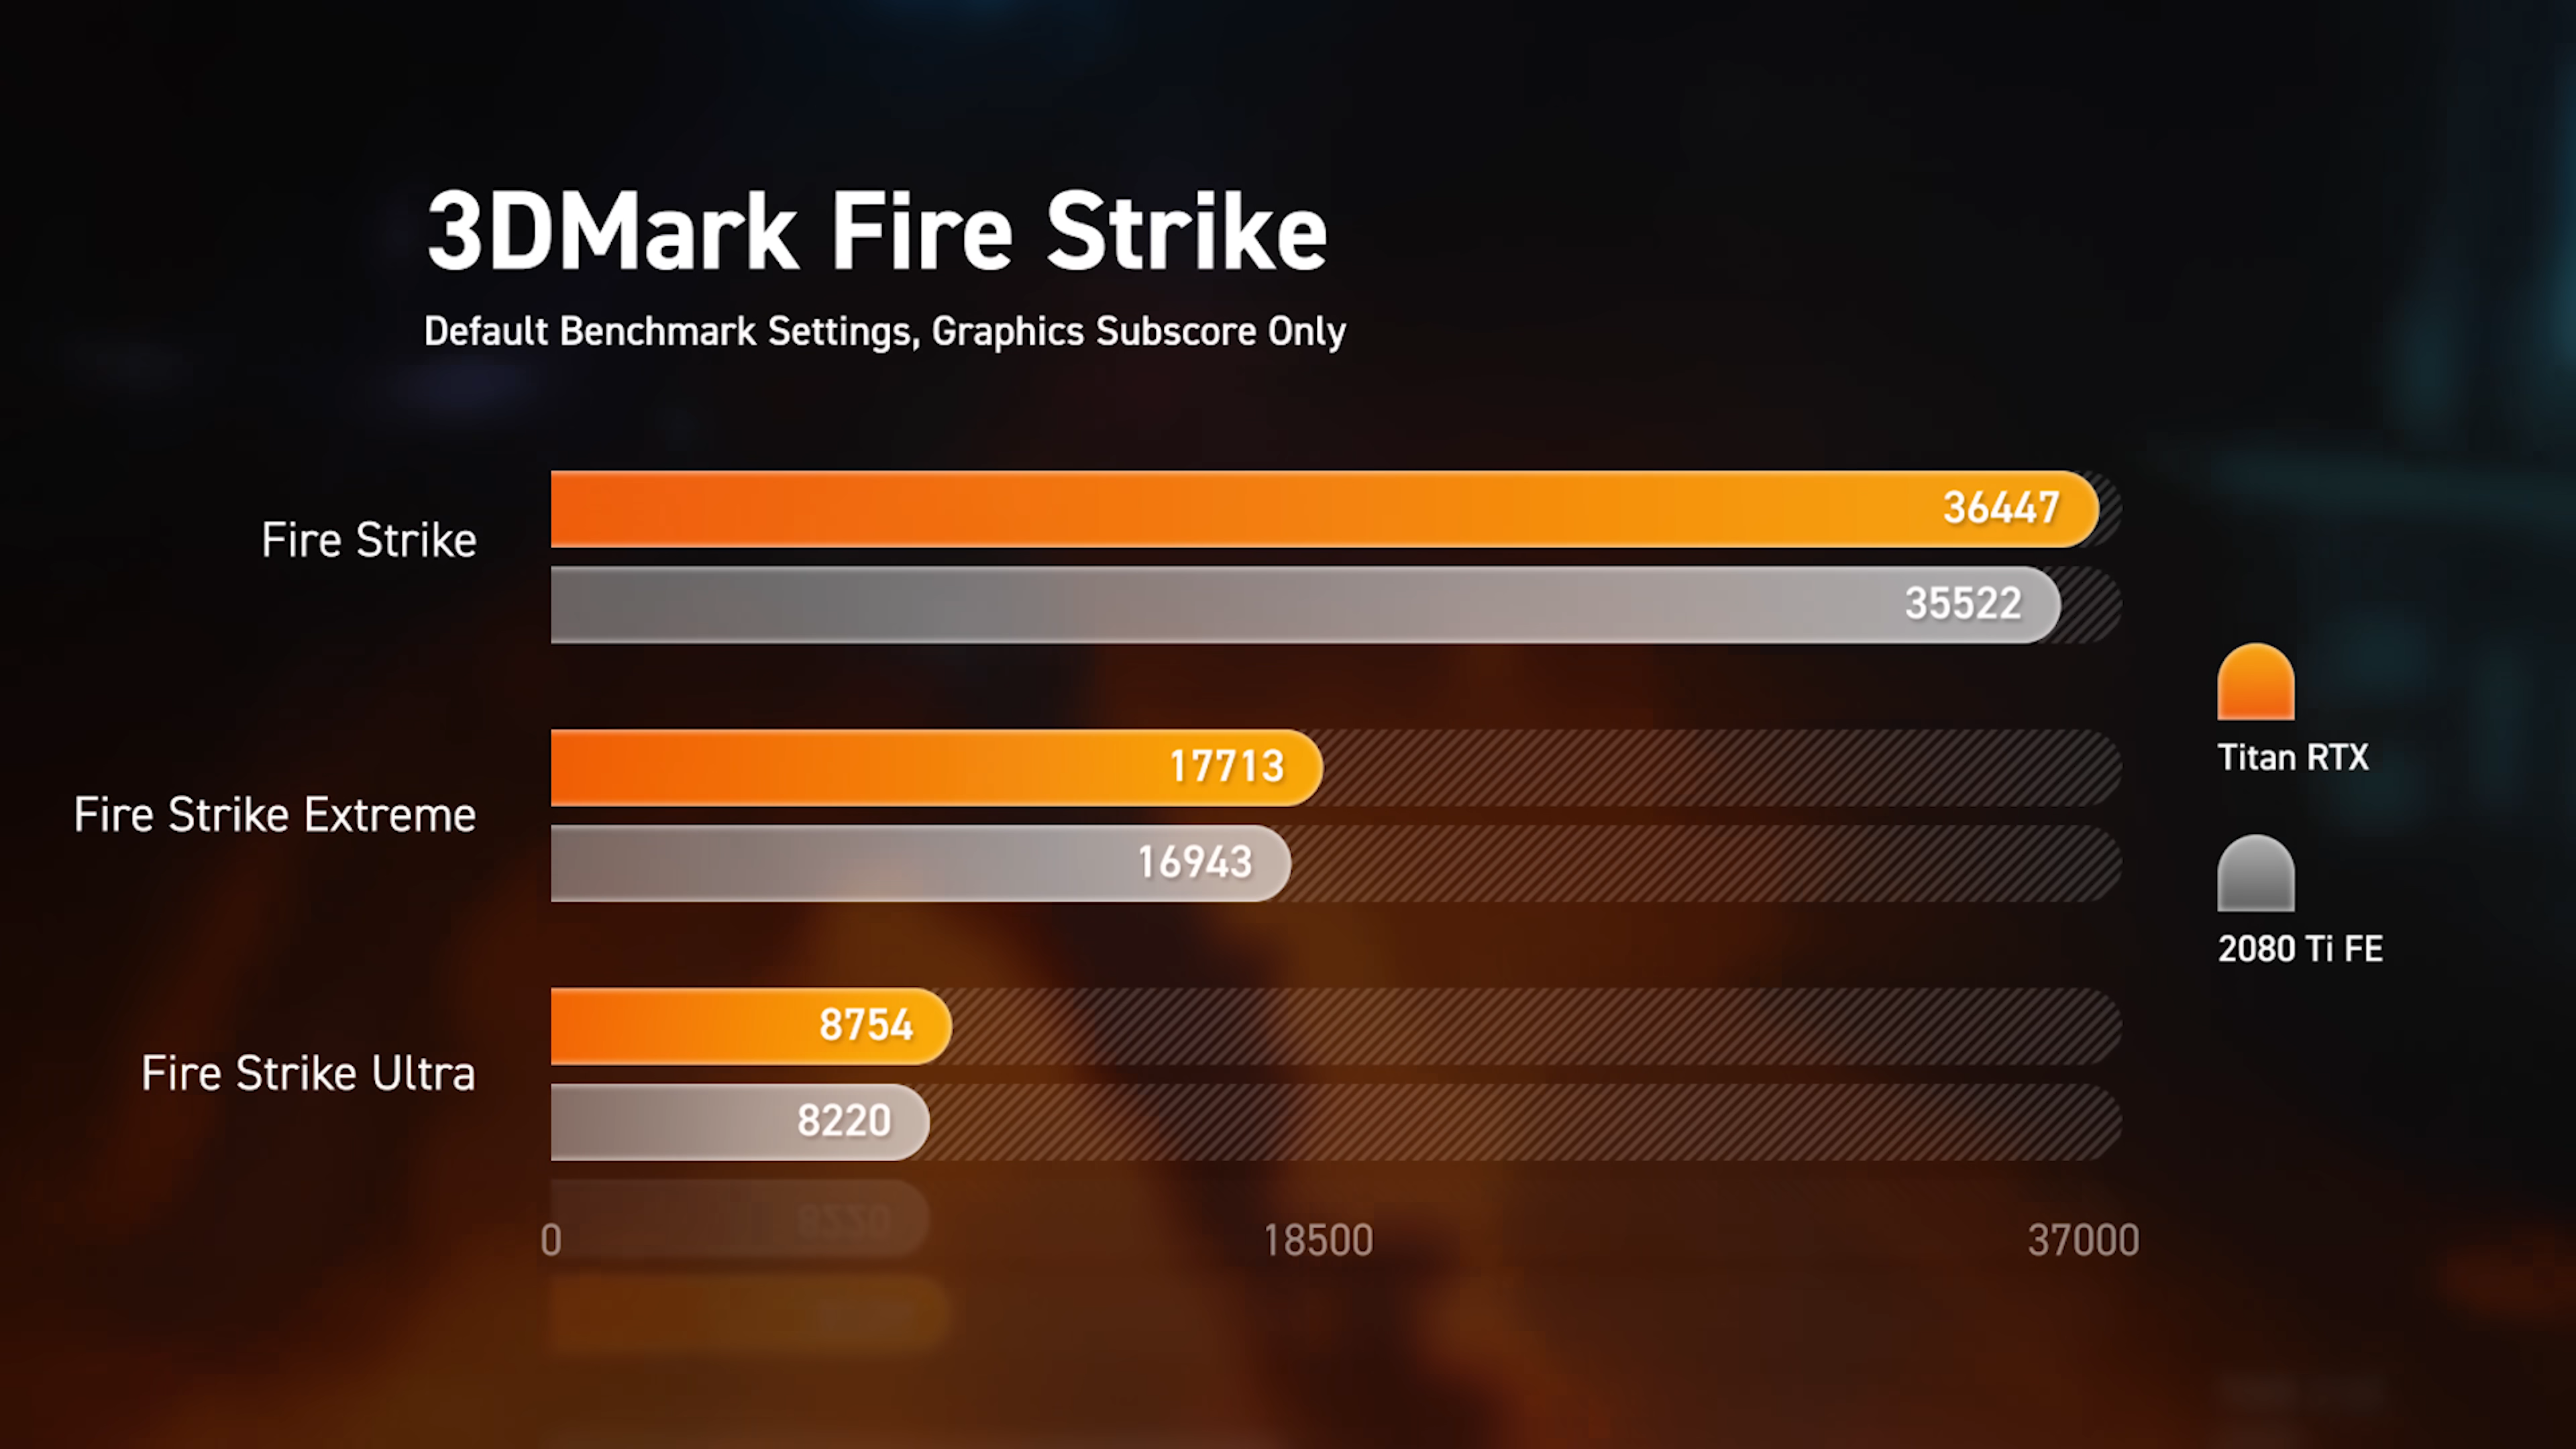 3DMark Fire Strike
Default Benchmark Settings, Graphics Subscore Only
Fire Strike
36447
35522
Fire Strike Extreme
17713
16943
Fire Strike Ultra
8754
8220
0
18500
37000
Titan RTX
2080 Ti FE